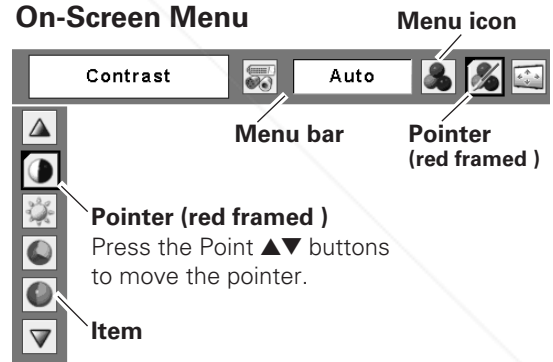 On-Screen Menu
Menu icon
Contrast
Auto
Menu bar
Pointer
(red framed )
Pointer (red framed )
Press the Point ▲▼ buttons
to move the pointer.
Item